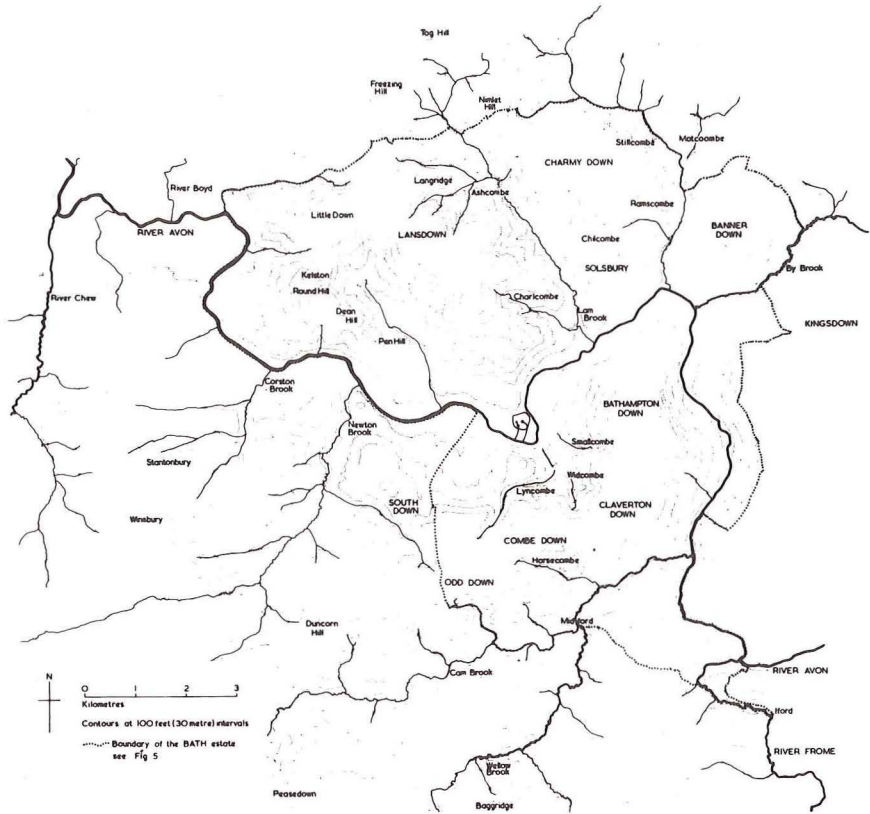 Tog Hill
Freezing
Hill
Nimlet
Hill
Stillcombe
Matcoombe
CHARMY DOWN
River Boyd
Langridge
Ashcombe
Ramscombe
Little Down
RIVER AVON
LANSDOWN
BANNER
DOWN
Chilcombe
SOLSBURY
By Brook
Kelston
Round Hill
River Chew
Charlcombe
Dean
Hill
Lam
Brook
KINGSDOWN
Pen Hill
Corston
Brook
BATHAMPTON
DOWN
Newton
Brook
Smallcombe
Stantonbury
Widcombe
Lyncombe
SOUTH
DOWN
CLAVERTON
DOWN
Winsbury
COMBE DOWN
Horsecombe
ODD DOWN
Duncorn
Hill
Midford
Cam Brook
RIVER AVON
N
0 1 2 3
Kilometres
Iford
Contours at 100 feet (30 metre) intervals
Boundary of the BATH estate
see Fig 5
RIVER FROME
Wellow
Brook
Peasedown
Baggridge